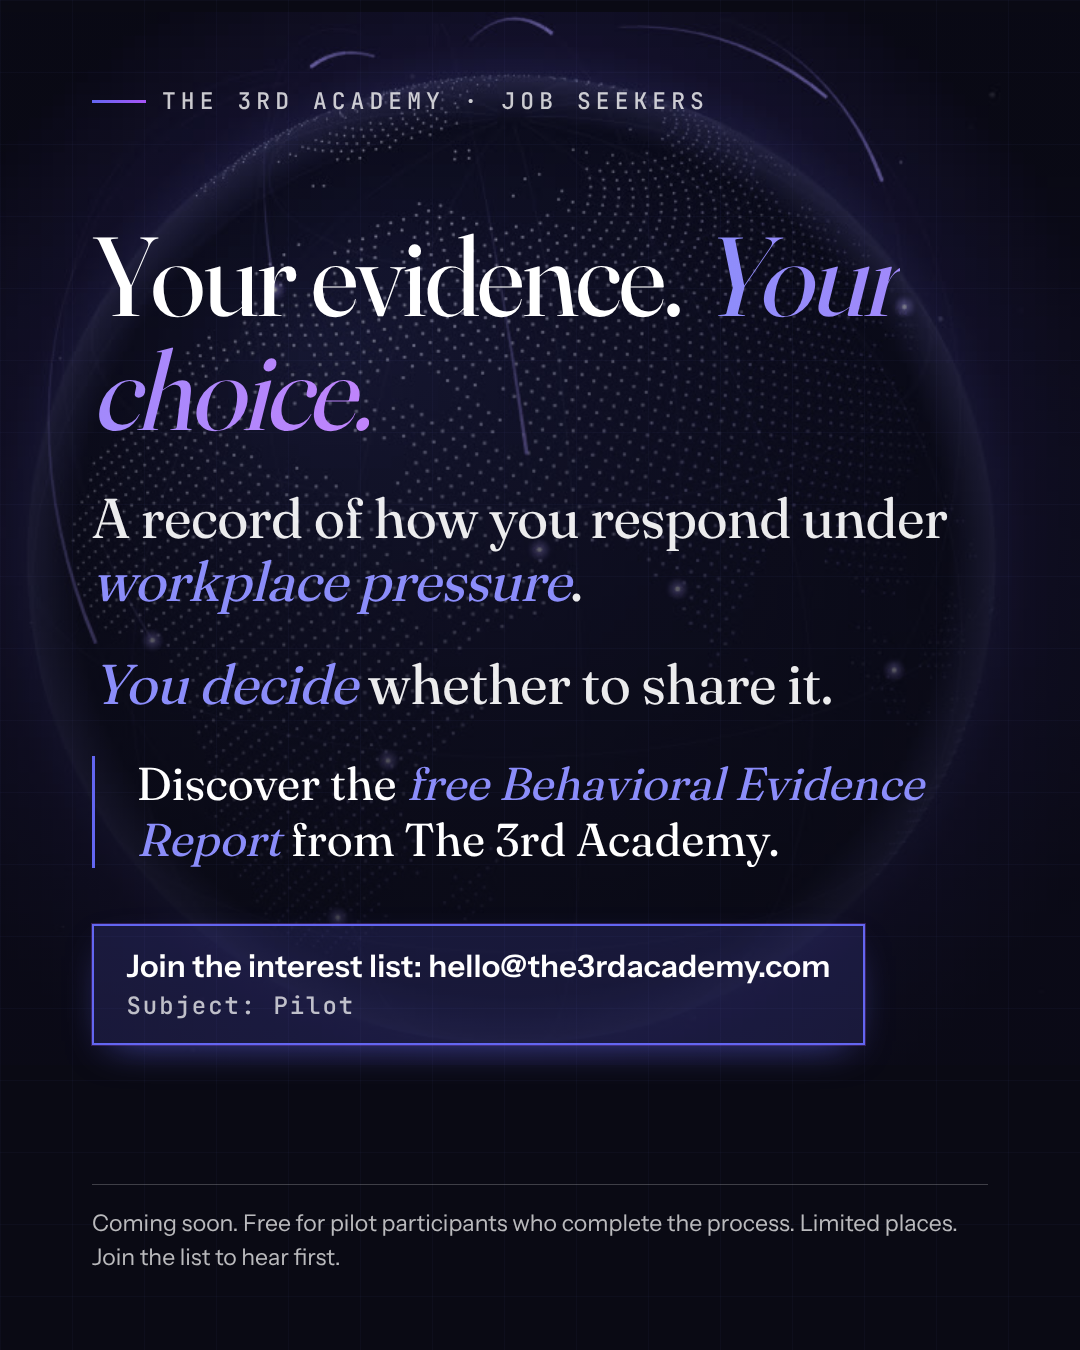 THE 3RD ACADEMY · JOB SEEKERS
Your evidence. Your
choice.
A record of how you respond under
workplace pressure.
You decide whether to share it.
Discover the free Behavioral Evidence
Report from The 3rd Academy.
Join the interest list: hello@the3rdacademy.com
Subject: Pilot
Coming soon. Free for pilot participants who complete the process. Limited places.
Join the list to hear first.